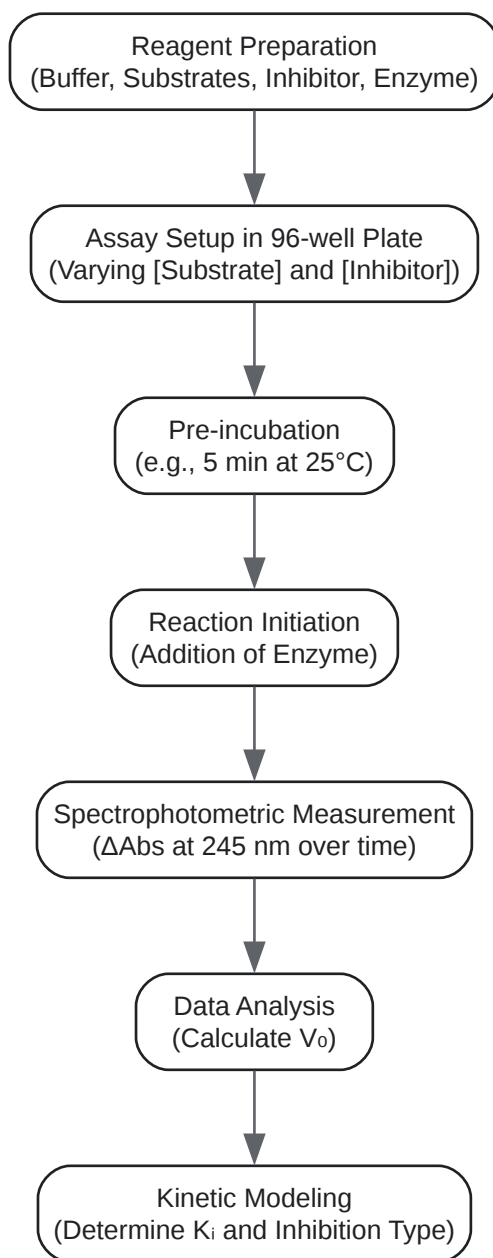 Reagent Preparation
(Buffer, Substrates, Inhibitor, Enzyme)
Assay Setup in 96-well Plate
(Varying [Substrate] and [Inhibitor])
Pre-incubation
(e.g., 5 min at 25°C)
Reaction Initiation
(Addition of Enzyme)
Spectrophotometric Measurement
(ΔAbs at 245 nm over time)
Data Analysis
(Calculate V₀)
Kinetic Modeling
(Determine Kᵢ and Inhibition Type)